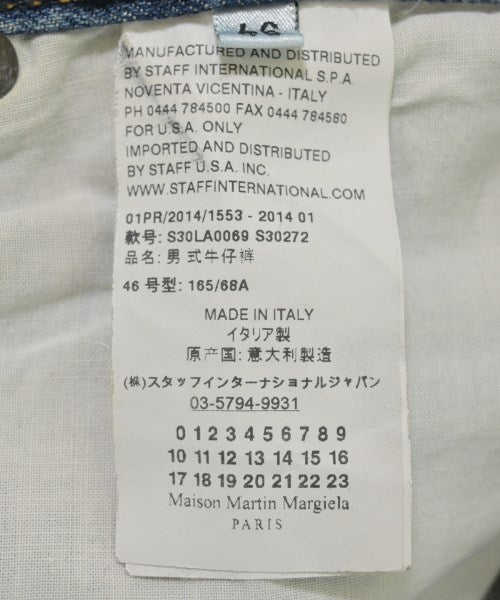 46
MANUFACTURED AND DISTRIBUTED
BY STAFF INTERNATIONAL S.P.A.
NOVENTA VICENTINA - ITALY
PH 0444 784500 FAX 0444 784580
FOR U.S.A. ONLY
IMPORTED AND DISTRIBUTED
BY STAFF U.S.A. INC.
WWW.STAFFINTERNATIONAL.COM
01PR/2014/1553 - 2014 01
款号: S30LA0069 S30272
品名: 男式牛仔裤
46 号型: 165/68A
MADE IN ITALY
イタリア製
原产国: 意大利製造
(株)スタッフインターナショナルジャパン
03-5794-9931
0 1 2 3 4 5 6 7 8 9
10 11 12 13 14 15 16
17 18 19 20 21 22 23
Maison Martin Margiela
PARIS